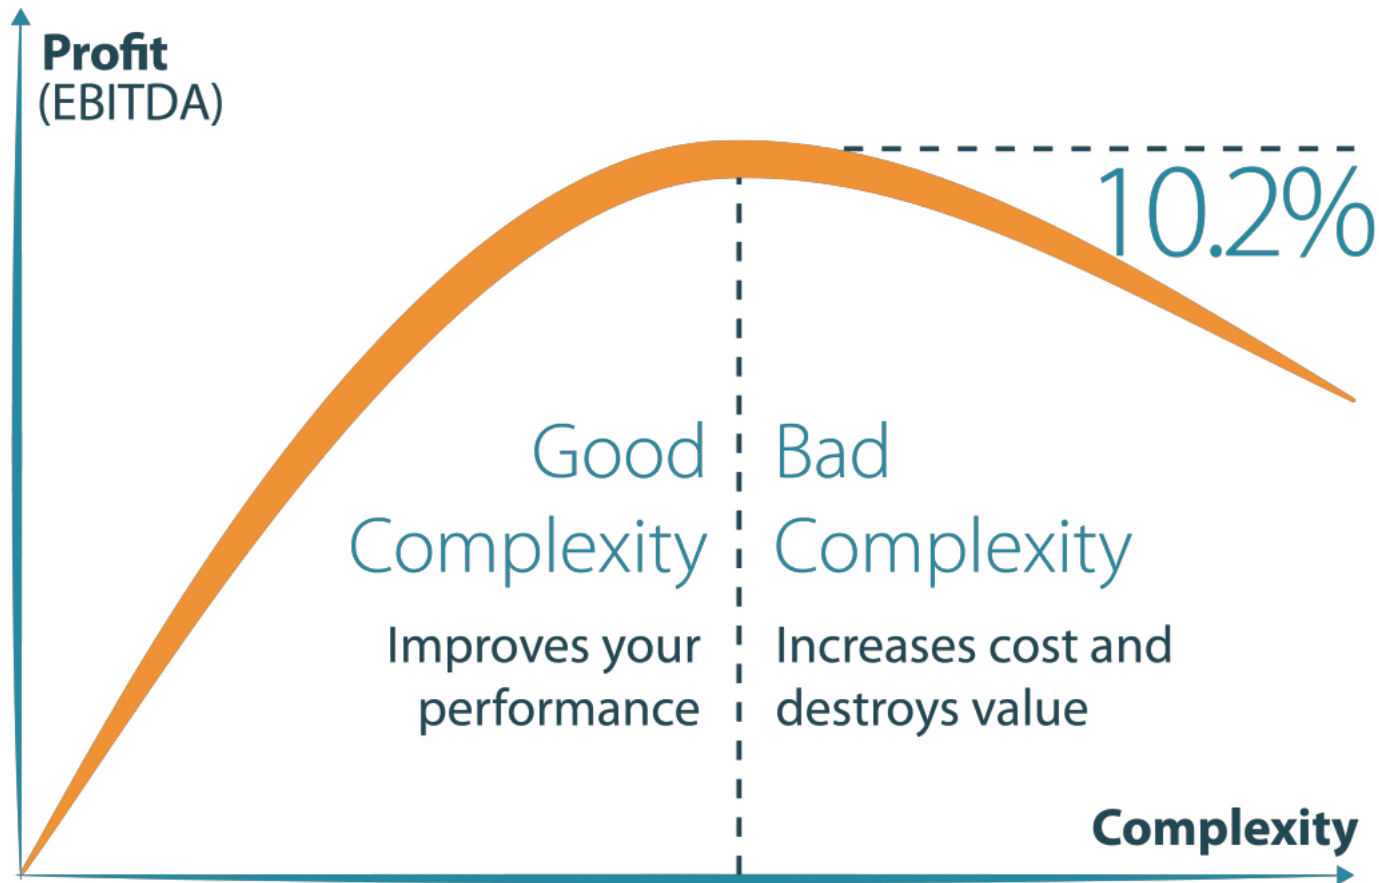 Profit
(EBITDA)
10.2%
Good
Complexity
Improves your
performance
Bad
Complexity
Increases cost and
destroys value
Complexity